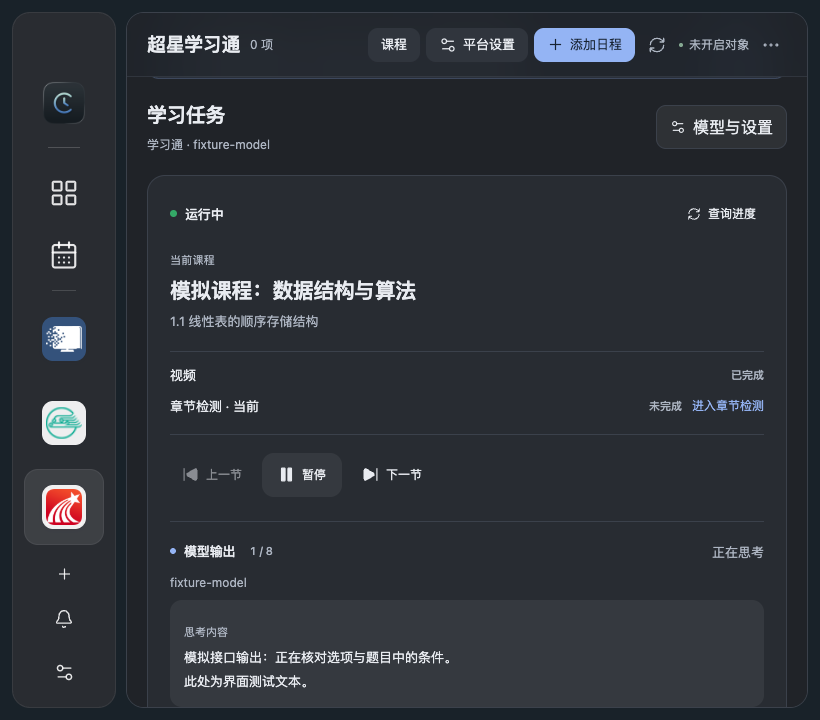 超星学习通 0 项 课程 平台设置 添加日程 未开启对象
学习任务
学习通 · fixture-model
模型与设置
运行中 查询进度
当前课程
模拟课程：数据结构与算法
1.1 线性表的顺序存储结构
视频 已完成
章节检测 · 当前 未完成 进入章节检测
上一节 暂停 下一节
模型输出 1 / 8 正在思考
fixture-model
思考内容
模拟接口输出：正在核对选项与题目中的条件。
此处为界面测试文本。